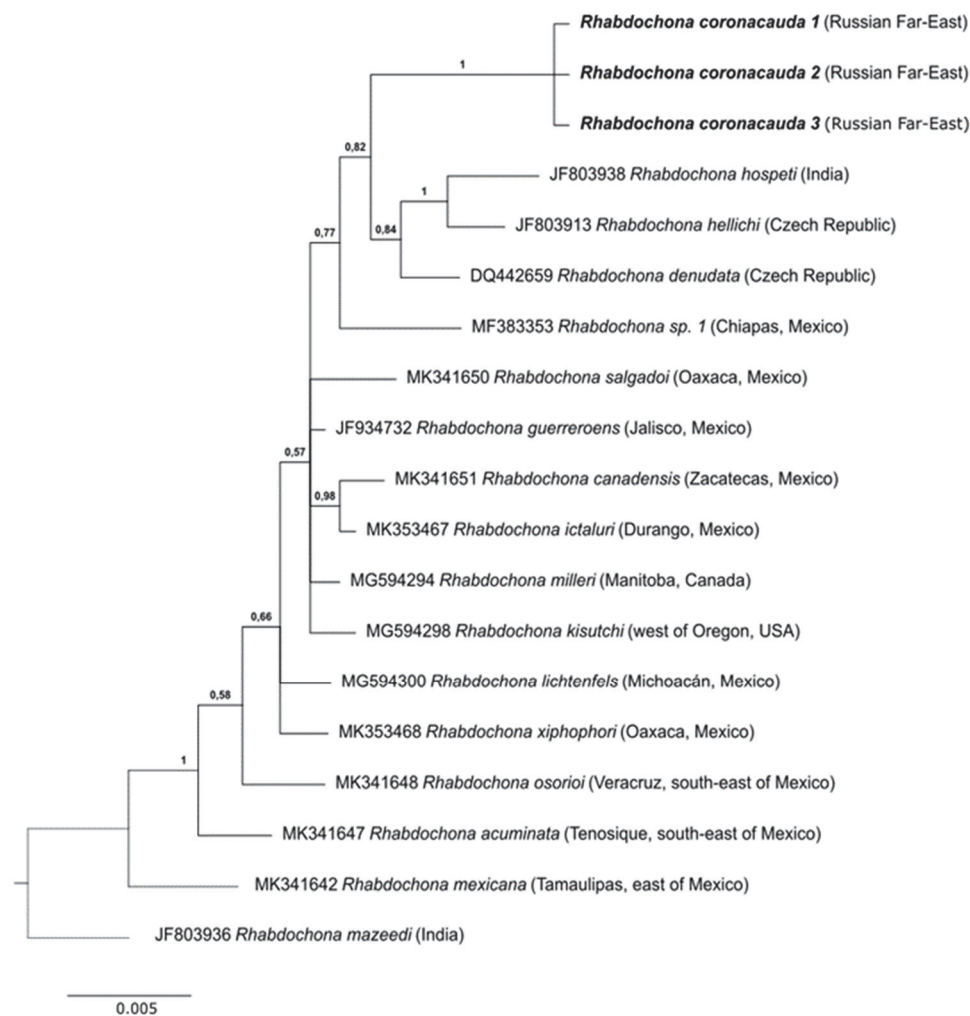 Rhabdochona coronacauda 1 (Russian Far-East)
1
Rhabdochona coronacauda 2 (Russian Far-East)
Rhabdochona coronacauda 3 (Russian Far-East)
0,82
JF803938 Rhabdochona hospeti (India)
1
JF803913 Rhabdochona hellichi (Czech Republic)
0,77
0,84
DQ442659 Rhabdochona denudata (Czech Republic)
MF383353 Rhabdochona sp. 1 (Chiapas, Mexico)
MK341650 Rhabdochona salgadoi (Oaxaca, Mexico)
JF934732 Rhabdochona guerreroens (Jalisco, Mexico)
0,57
MK341651 Rhabdochona canadensis (Zacatecas, Mexico)
0,98
MK353467 Rhabdochona ictaluri (Durango, Mexico)
MG594294 Rhabdochona milleri (Manitoba, Canada)
0,66
MG594298 Rhabdochona kisutchi (west of Oregon, USA)
MG594300 Rhabdochona lichtenfels (Michoacán, Mexico)
0,58
MK353468 Rhabdochona xiphophori (Oaxaca, Mexico)
1
MK341648 Rhabdochona osorioi (Veracruz, south-east of Mexico)
MK341647 Rhabdochona acuminata (Tenosique, south-east of Mexico)
MK341642 Rhabdochona mexicana (Tamaulipas, east of Mexico)
JF803936 Rhabdochona mazeedi (India)
0.005